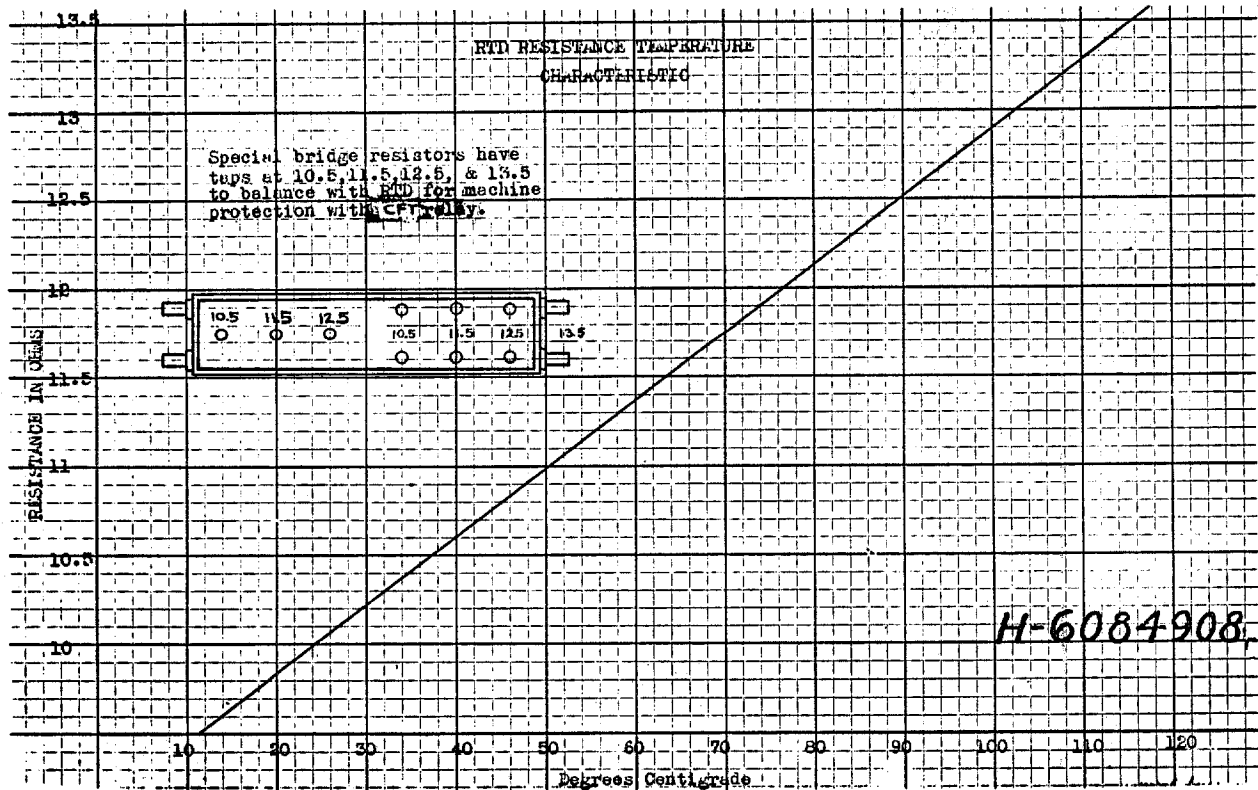 13.5
RTD RESISTANCE TEMPERATURE
CHARACTERISTIC
13
Special bridge resistors have
taps at 10.5,11.5,12.5, & 13.5
to balance with RTD for machine
protection with CFT relay.
12.5
12
10.5 11.5 12.5
10.5 11.5 12.5 13.5
11.5
RESISTANCE IN OHMS
11
10.5
10
H-6084908
10 20 30 40 50 60 70 80 90 100 110 120
Degrees Centigrade